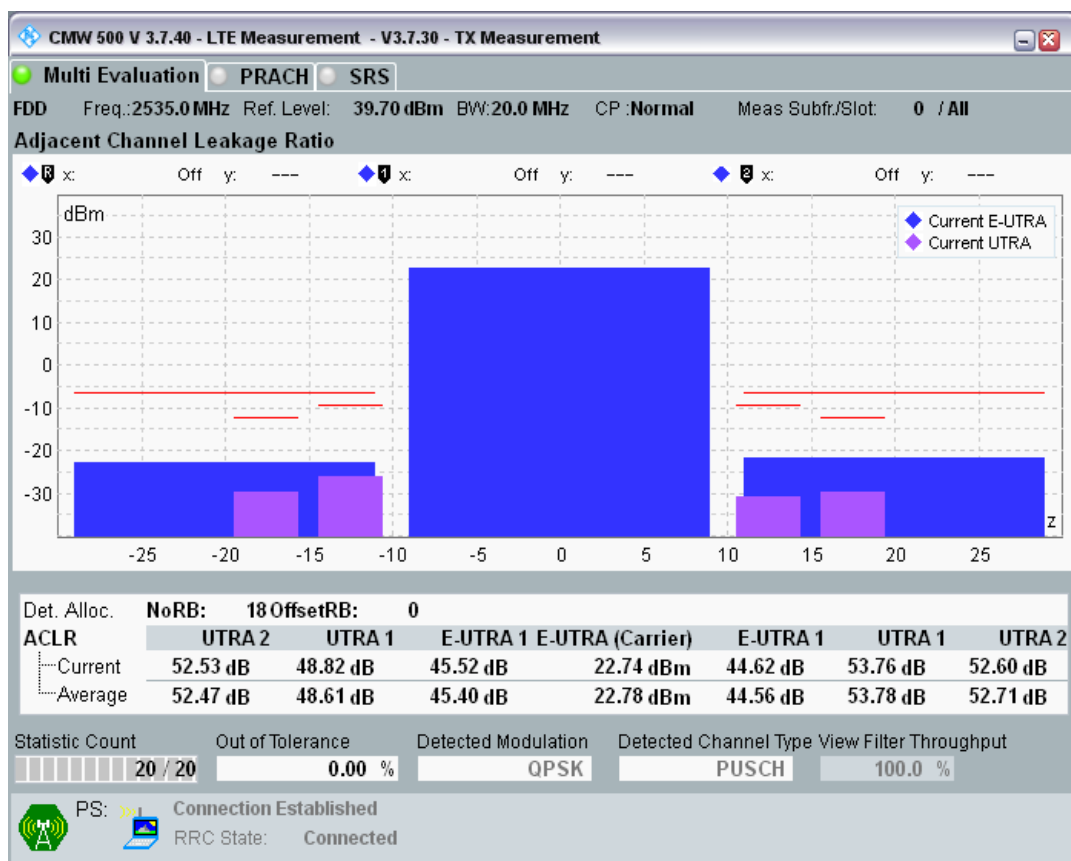 CMW 500 V 3.7.40 - LTE Measurement - V3.7.30 - TX Measurement
Multi Evaluation PRACH SRS
FDD Freq.:2535.0 MHz Ref. Level: 39.70 dBm BW:20.0 MHz CP :Normal Meas Subfr./Slot: 0 / All
Adjacent Channel Leakage Ratio
R x: Off y: --- 1 x: Off y: --- 2 x: Off y: ---
dBm
Current E-UTRA
Current UTRA
30
20
10
0
-10
-20
-30
z
-25 -20 -15 -10 -5 0 5 10 15 20 25
Det. Alloc. NoRB: 18 OffsetRB: 0
ACLR UTRA 2 UTRA 1 E-UTRA 1 E-UTRA (Carrier) E-UTRA 1 UTRA 1 UTRA 2
Current 52.53 dB 48.82 dB 45.52 dB 22.74 dBm 44.62 dB 53.76 dB 52.60 dB
Average 52.47 dB 48.61 dB 45.40 dB 22.78 dBm 44.56 dB 53.78 dB 52.71 dB
Statistic Count Out of Tolerance Detected Modulation Detected Channel Type View Filter Throughput
20 / 20 0.00 % QPSK PUSCH 100.0 %
PS: Connection Established
RRC State: Connected